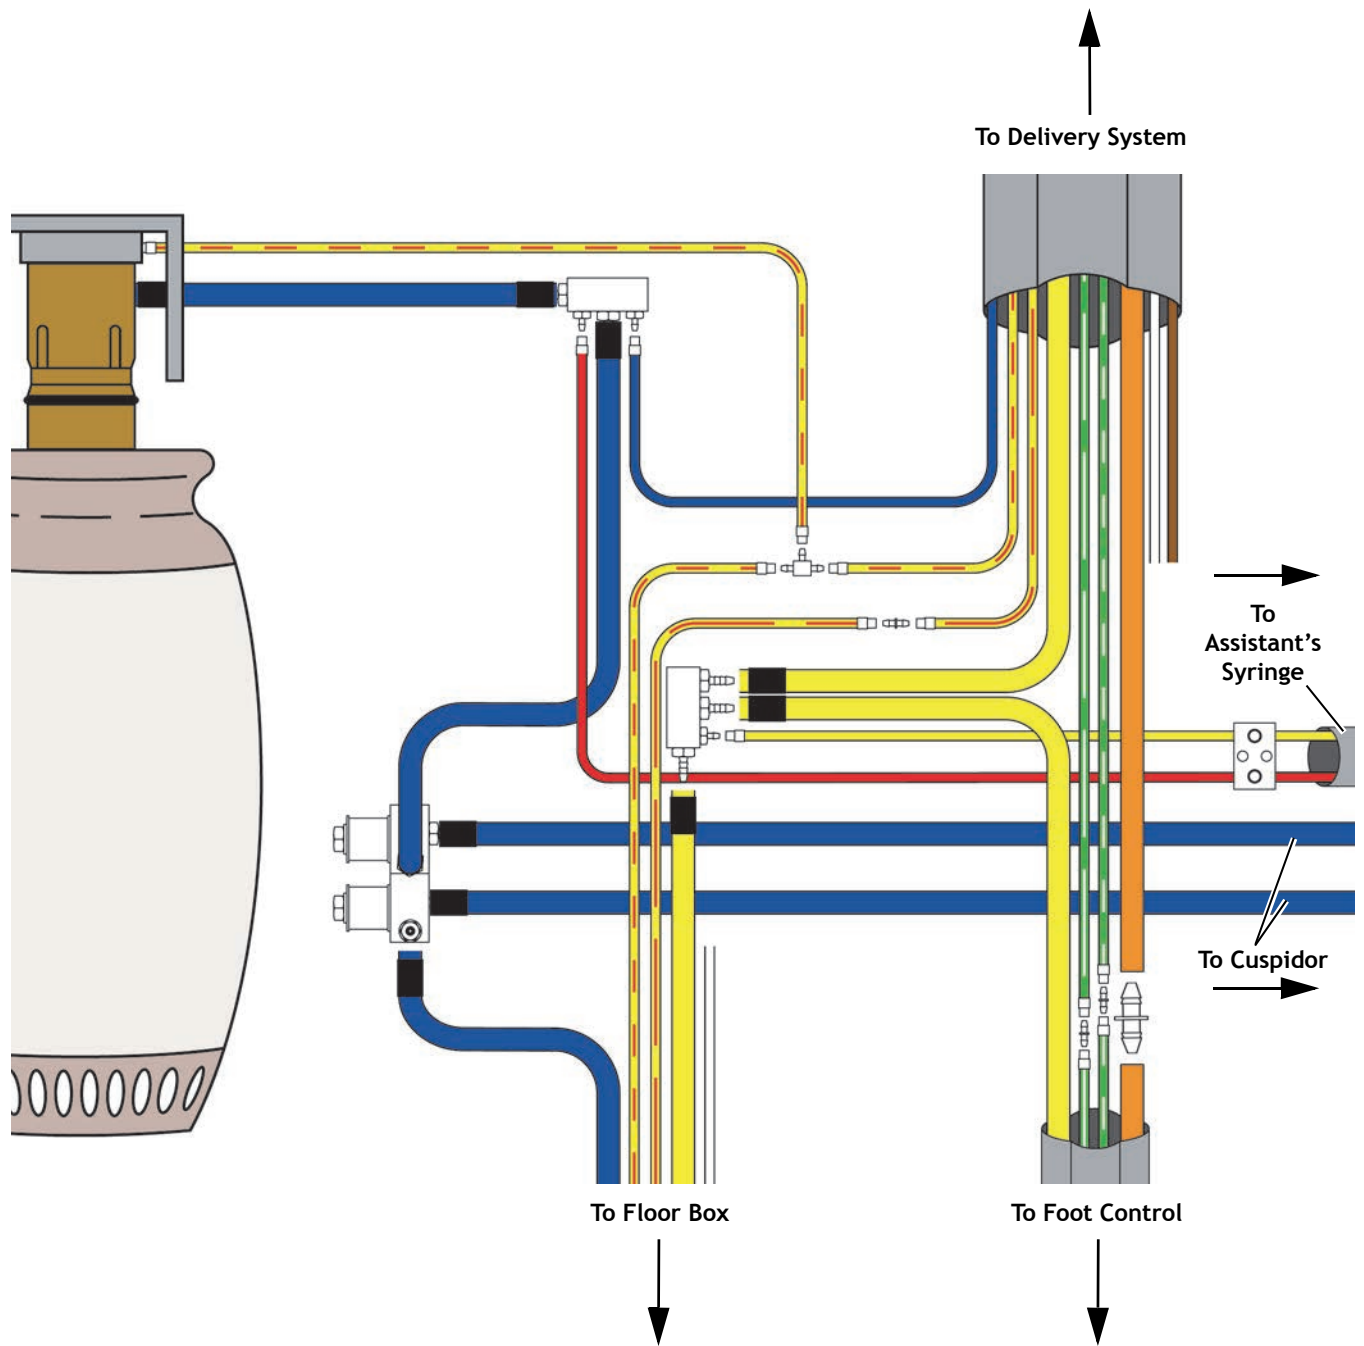 To Delivery System
To
Assistant’s
Syringe
To Cuspidor
To Floor Box
To Foot Control